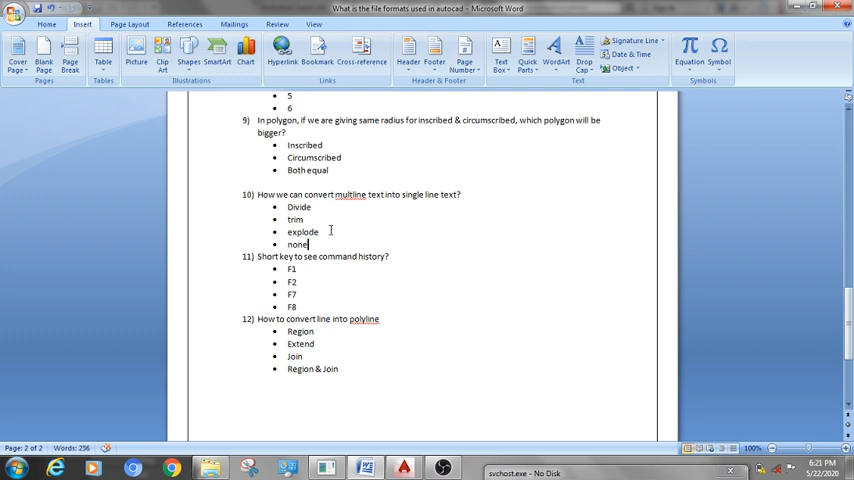 What is the file formats used in autocad - Microsoft Word
Home Insert Page Layout References Mailings Review View
Cover Page Blank Page Page Break Table Picture Clip Art Shapes SmartArt Chart Hyperlink Bookmark Cross-reference Header Footer Page Number Text Box Quick Parts WordArt Drop Cap Signature Line Date & Time Object Equation Symbol
Pages Tables Illustrations Links Header & Footer Text Symbols
5
6
9) In polygon, if we are giving same radius for inscribed & circumscribed, which polygon will be
bigger?
Inscribed
Circumscribed
Both equal
10) How we can convert multline text into single line text?
Divide
trim
explode
none
11) Short key to see command history?
F1
F2
F7
F8
12) How to convert line into polyline
Region
Extend
Join
Region & Join
Page: 2 of 2 Words: 236 100%
svchost.exe - No Disk
6:21 PM
5/22/2020